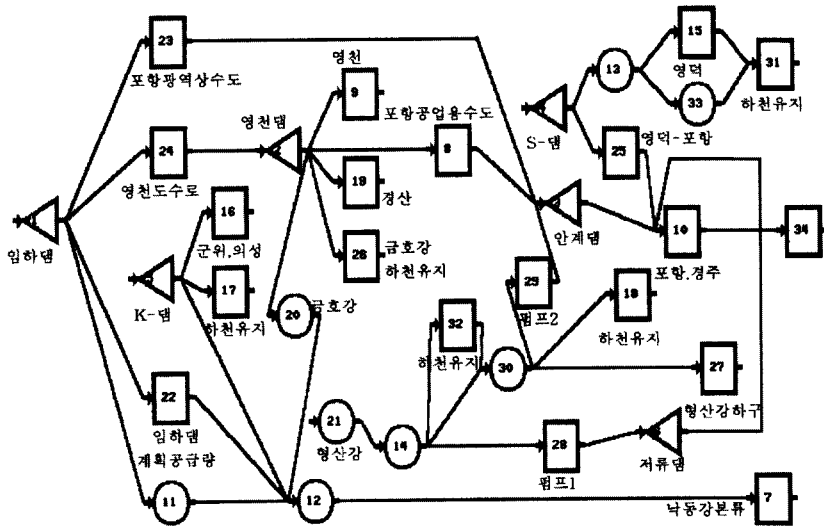 23
포항광역상수도
영천
9
15
영덕
13
33
31
하천유지
영천댐
포항공업용수도
8
S-댐
25
영덕-포항
24
영천도수로
19
경산
임하댐
16
군위,의성
26
금호강
하천유지
안계댐
10
포항,경주
34
K-댐
17
하천유지
20
금호강
29
펌프2
18
하천유지
32
하천유지
30
27
형산강하구
22
임하댐
계획공급량
21
형산강
14
28
펌프1
저류댐
11
12
낙동강본류
7